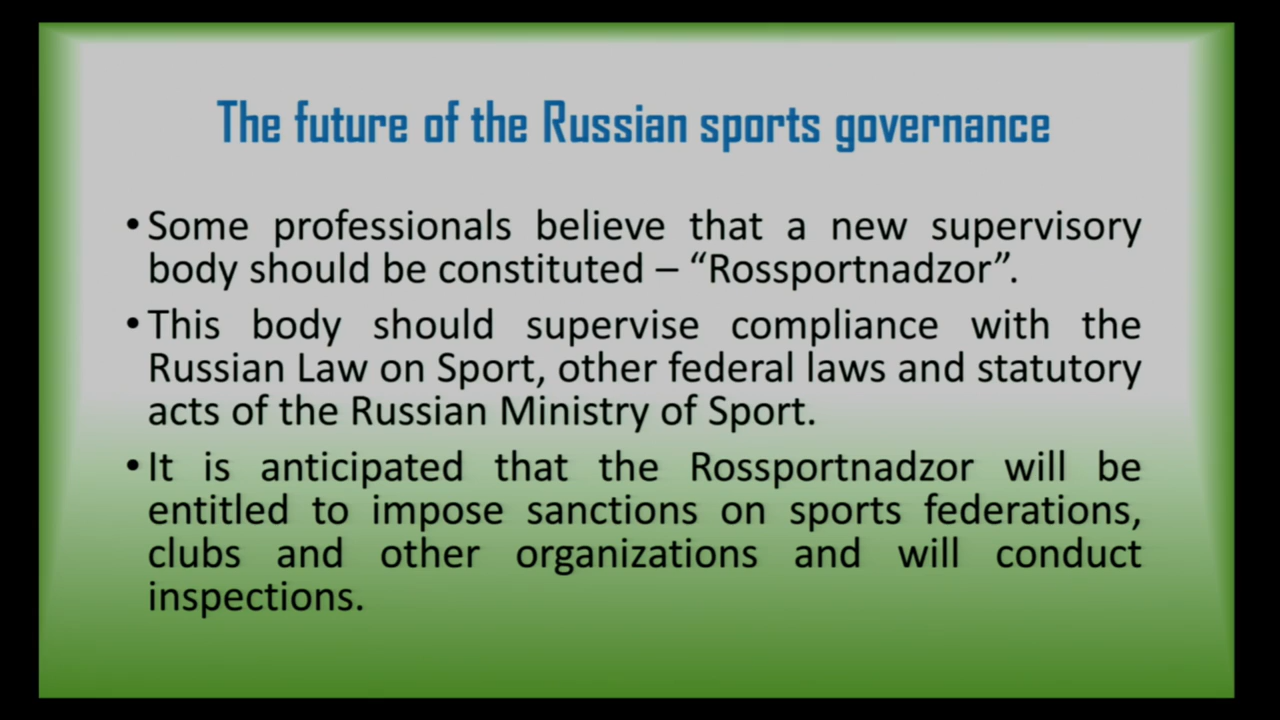 The future of the Russian sports governance
• Some professionals believe that a new supervisory
body should be constituted – “Rossportnadzor”.
• This body should supervise compliance with the
Russian Law on Sport, other federal laws and statutory
acts of the Russian Ministry of Sport.
• It is anticipated that the Rossportnadzor will be
entitled to impose sanctions on sports federations,
clubs and other organizations and will conduct
inspections.